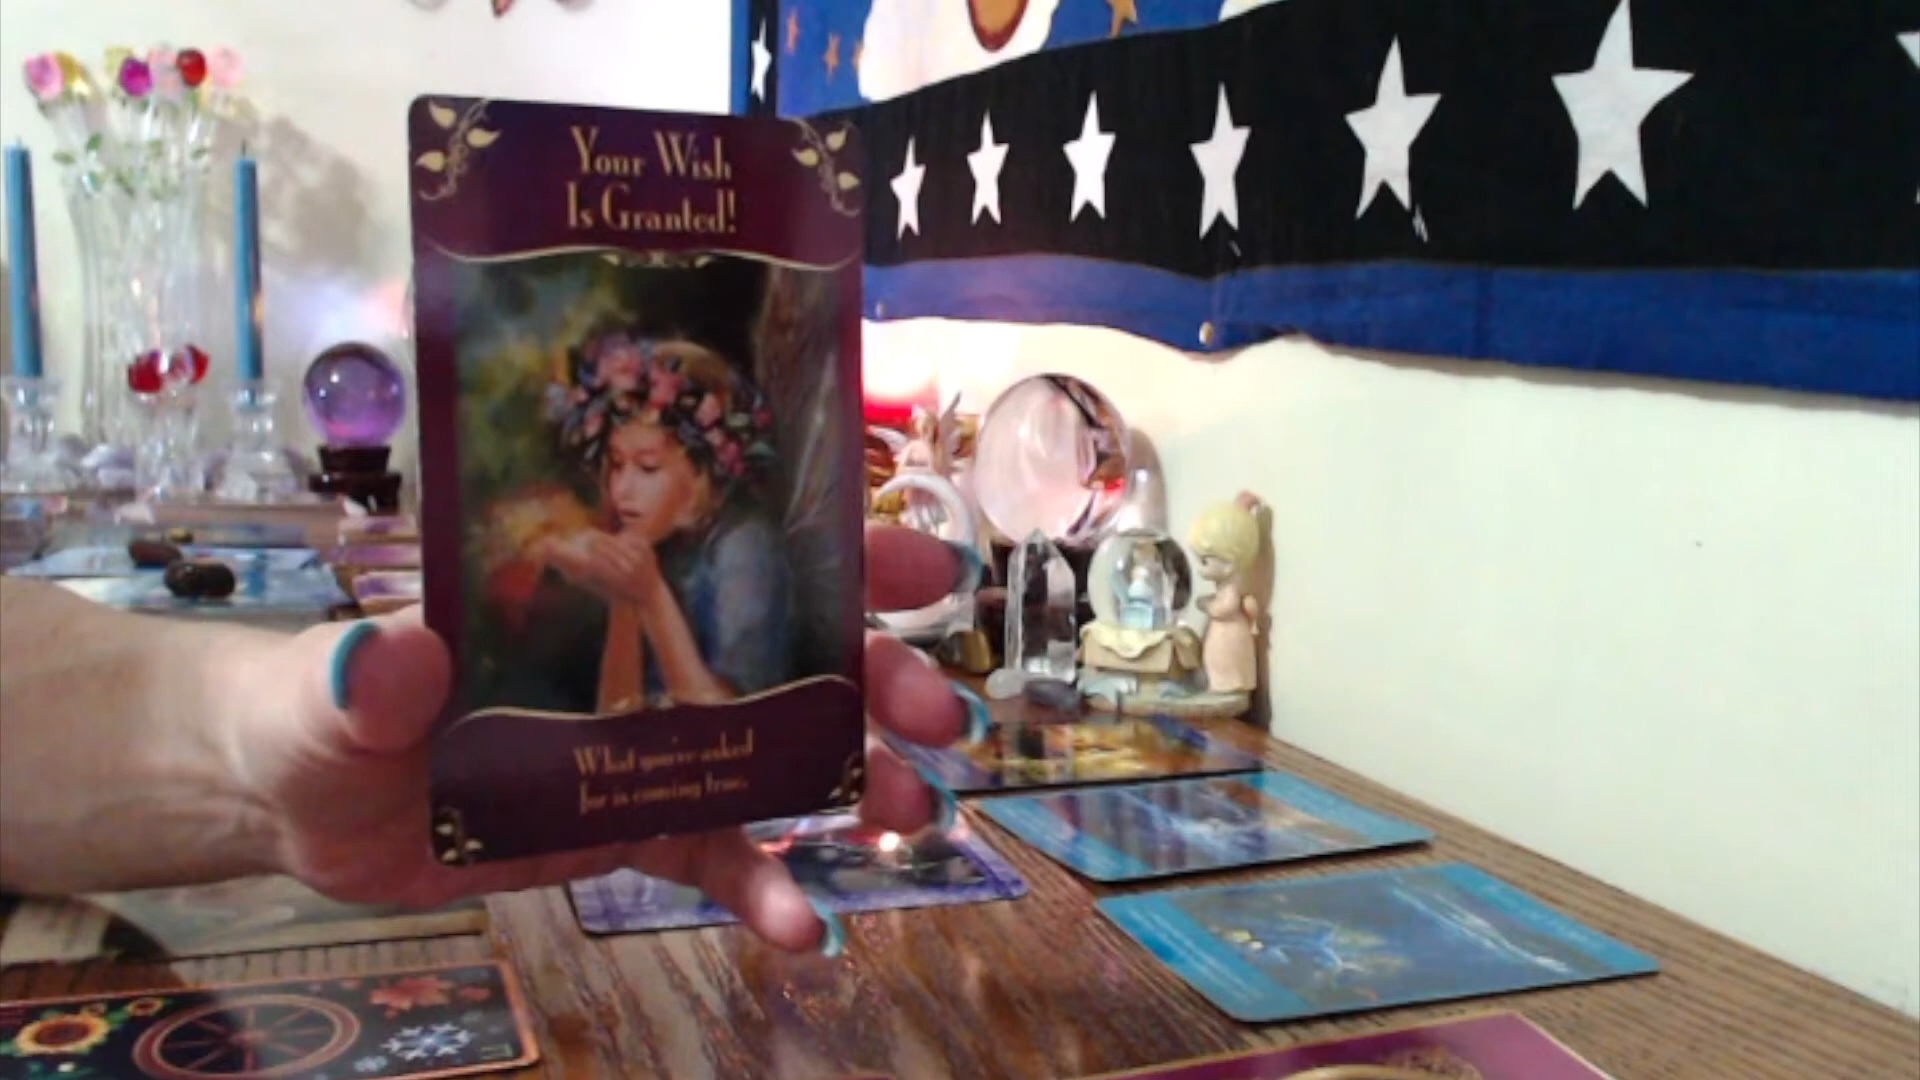 Your Wish
Is Granted!
What you've asked
for is coming true.